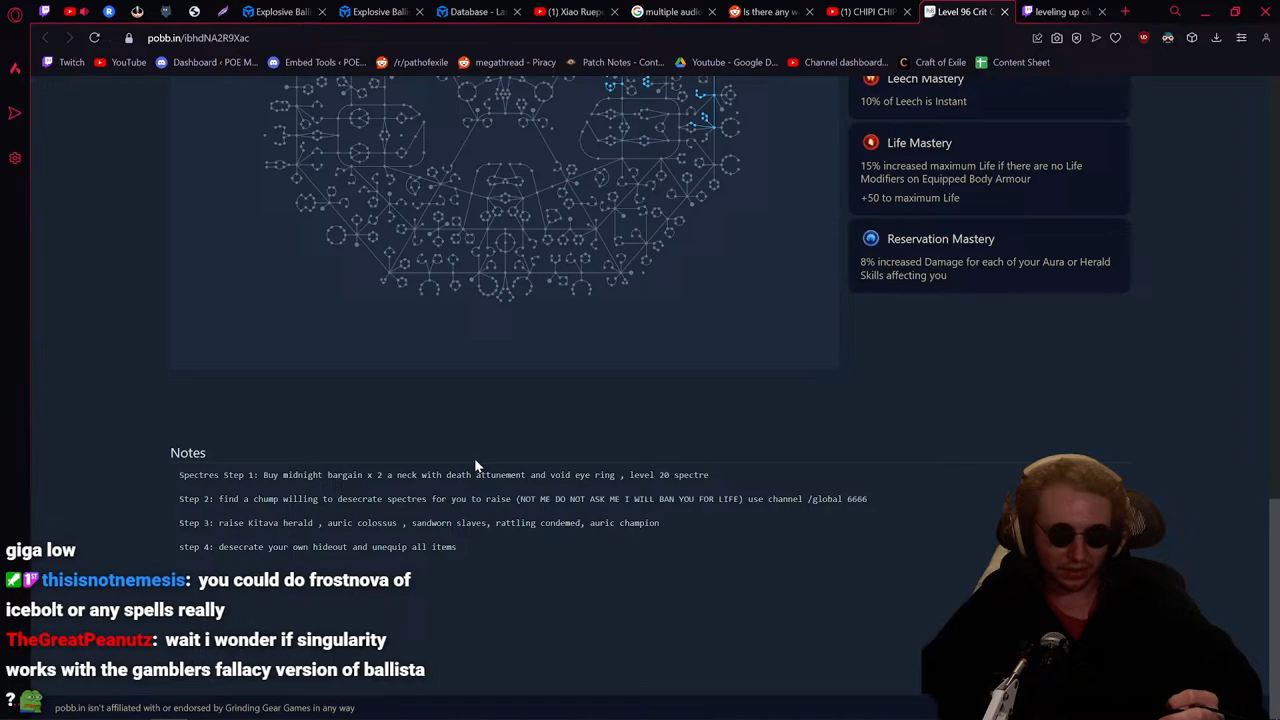 Explosive Balli
Explosive Balli
Database - La
(1) Xiao Ruep
multiple audio
Is there any w
(1) CHIPI CHIP
Level 96 Crit C
leveling up ol
pobb.in/ibhdNA2R9Xac
Twitch
YouTube
Dashboard ‹ POE M...
Embed Tools ‹ POE...
/r/pathofexile
megathread - Piracy
Patch Notes - Cont...
Youtube - Google D...
Channel dashboard...
Craft of Exile
Content Sheet
Leech Mastery
10% of Leech is Instant
Life Mastery
15% increased maximum Life if there are no Life
Modifiers on Equipped Body Armour
+50 to maximum Life
Reservation Mastery
8% increased Damage for each of your Aura or Herald
Skills affecting you
Notes
Spectres Step 1: Buy midnight bargain x 2 a neck with death attunement and void eye ring , level 20 spectre
Step 2: find a chump willing to desecrate spectres for you to raise (NOT ME DO NOT ASK ME I WILL BAN YOU FOR LIFE) use channel /global 6666
Step 3: raise Kitava herald , auric colossus , sandworn slaves, rattling condemed, auric champion
step 4: desecrate your own hideout and unequip all items
giga low
thisisnotnemesis: you could do frostnova of
icebolt or any spells really
TheGreatPeanutz: wait i wonder if singularity
works with the gamblers fallacy version of ballista
?
pobb.in isn't affiliated with or endorsed by Grinding Gear Games in any way